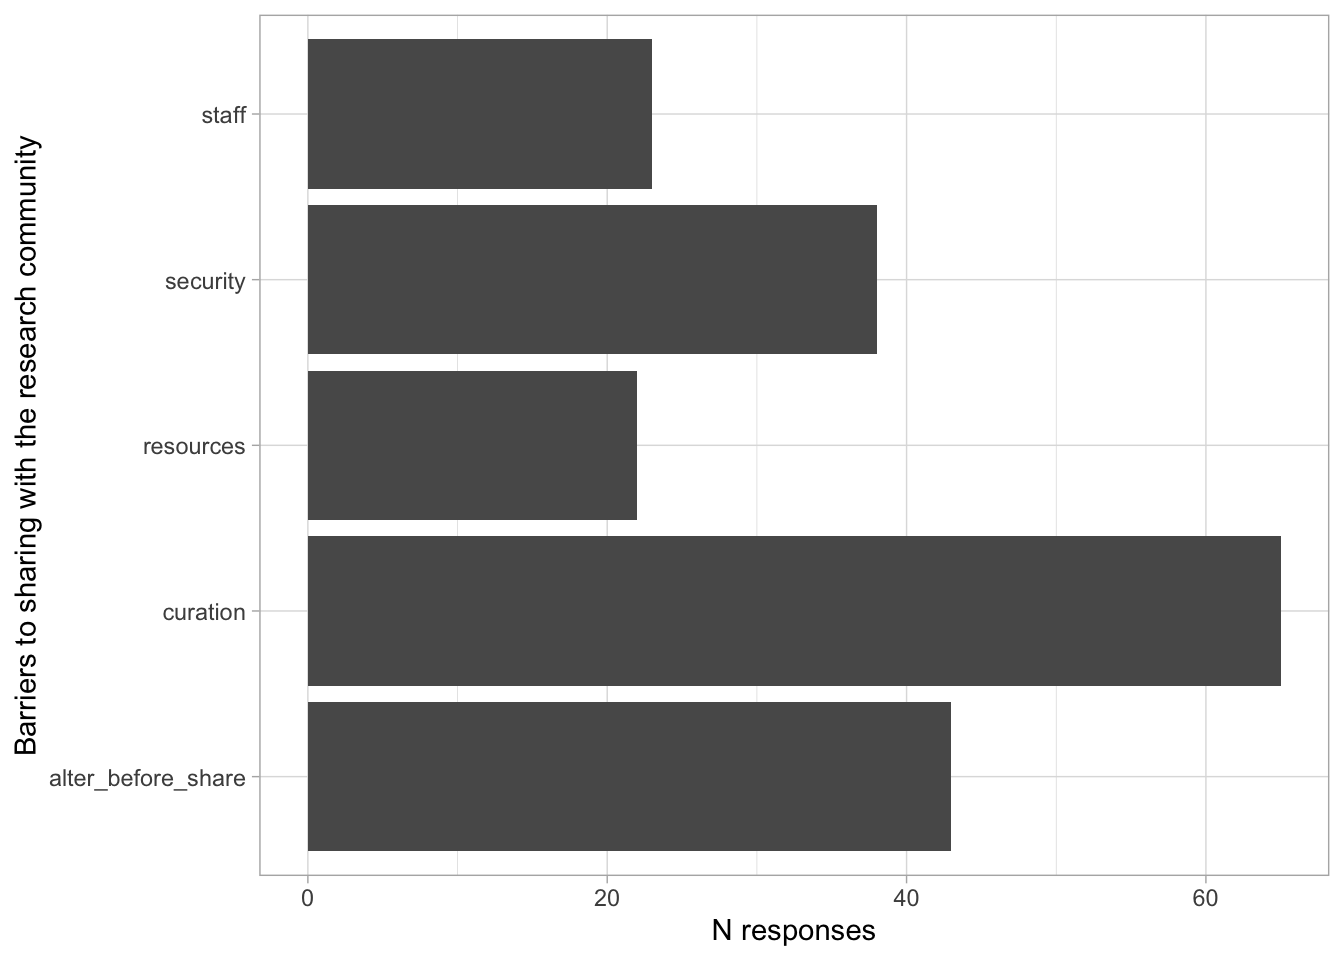 Barriers to sharing with the research community
staff
security
resources
curation
alter_before_share
0 20 40 60
N responses